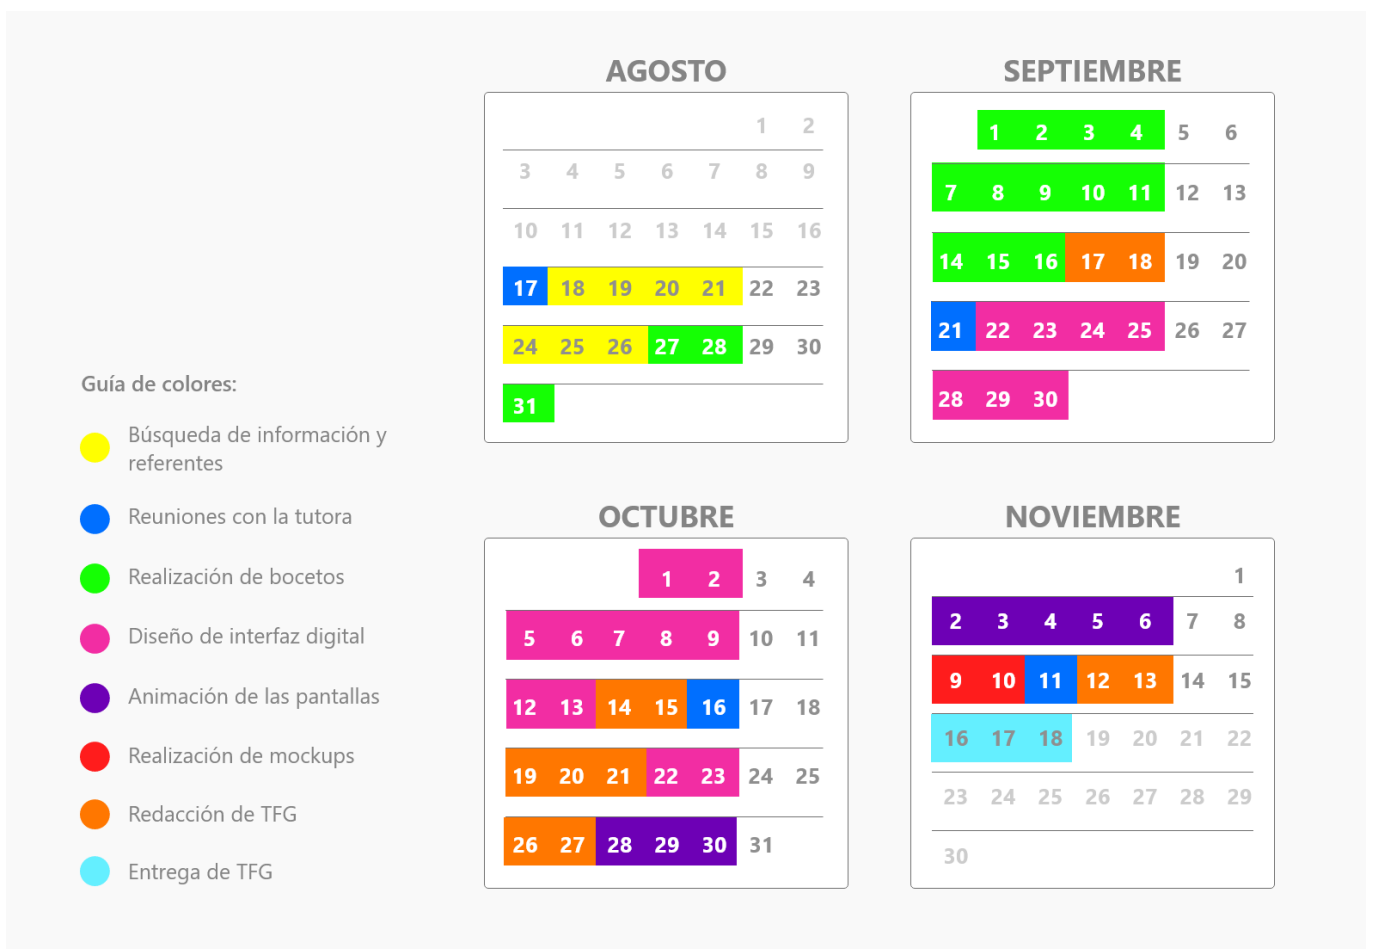 AGOSTO
1 2
3 4 5 6 7 8 9
10 11 12 13 14 15 16
17 18 19 20 21 22 23
24 25 26 27 28 29 30
31
SEPTIEMBRE
1 2 3 4 5 6
7 8 9 10 11 12 13
14 15 16 17 18 19 20
21 22 23 24 25 26 27
28 29 30
Guía de colores:
Búsqueda de información y
referentes
Reuniones con la tutora
Realización de bocetos
Diseño de interfaz digital
Animación de las pantallas
Realización de mockups
Redacción de TFG
Entrega de TFG
OCTUBRE
1 2 3 4
5 6 7 8 9 10 11
12 13 14 15 16 17 18
19 20 21 22 23 24 25
26 27 28 29 30 31
NOVIEMBRE
1
2 3 4 5 6 7 8
9 10 11 12 13 14 15
16 17 18 19 20 21 22
23 24 25 26 27 28 29
30